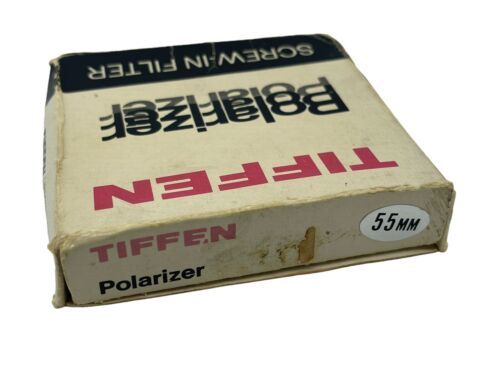 SCREW-IN FILTER
Polarizer
TIFFEN
TIFFEN
Polarizer
55MM